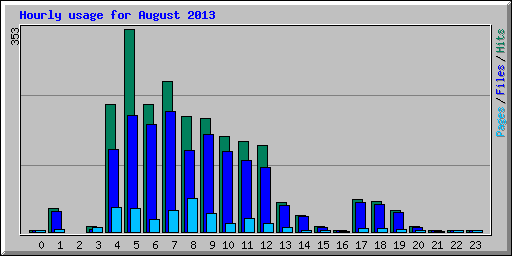 Hourly usage for August 2013
353
Pages/Files/Hits
0 1 2 3 4 5 6 7 8 9 10 11 12 13 14 15 16 17 18 19 20 21 22 23